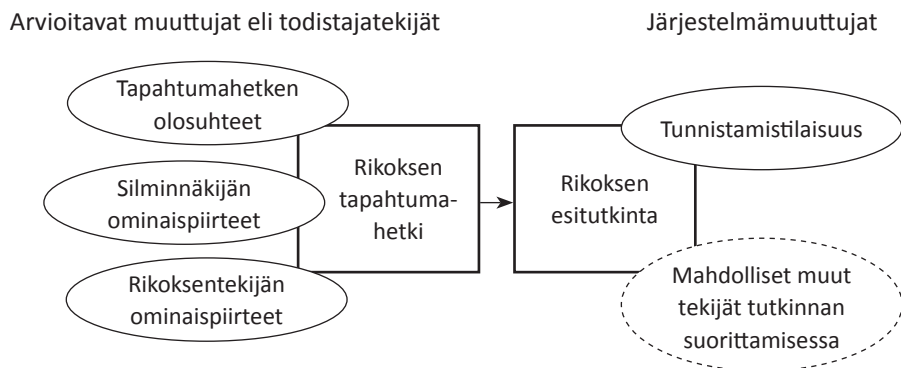 Arvioitavat muuttujat eli todistajatekijät
Järjestelmämuuttujat
Tapahtumahetken
olosuhteet
Silminnäkijän
ominaispiirteet
Rikoksentekijän
ominaispiirteet
Rikoksen
tapahtuma-
hetki
Rikoksen
esitutkinta
Tunnistamistilaisuus
Mahdolliset muut
tekijät tutkinnan
suorittamisessa